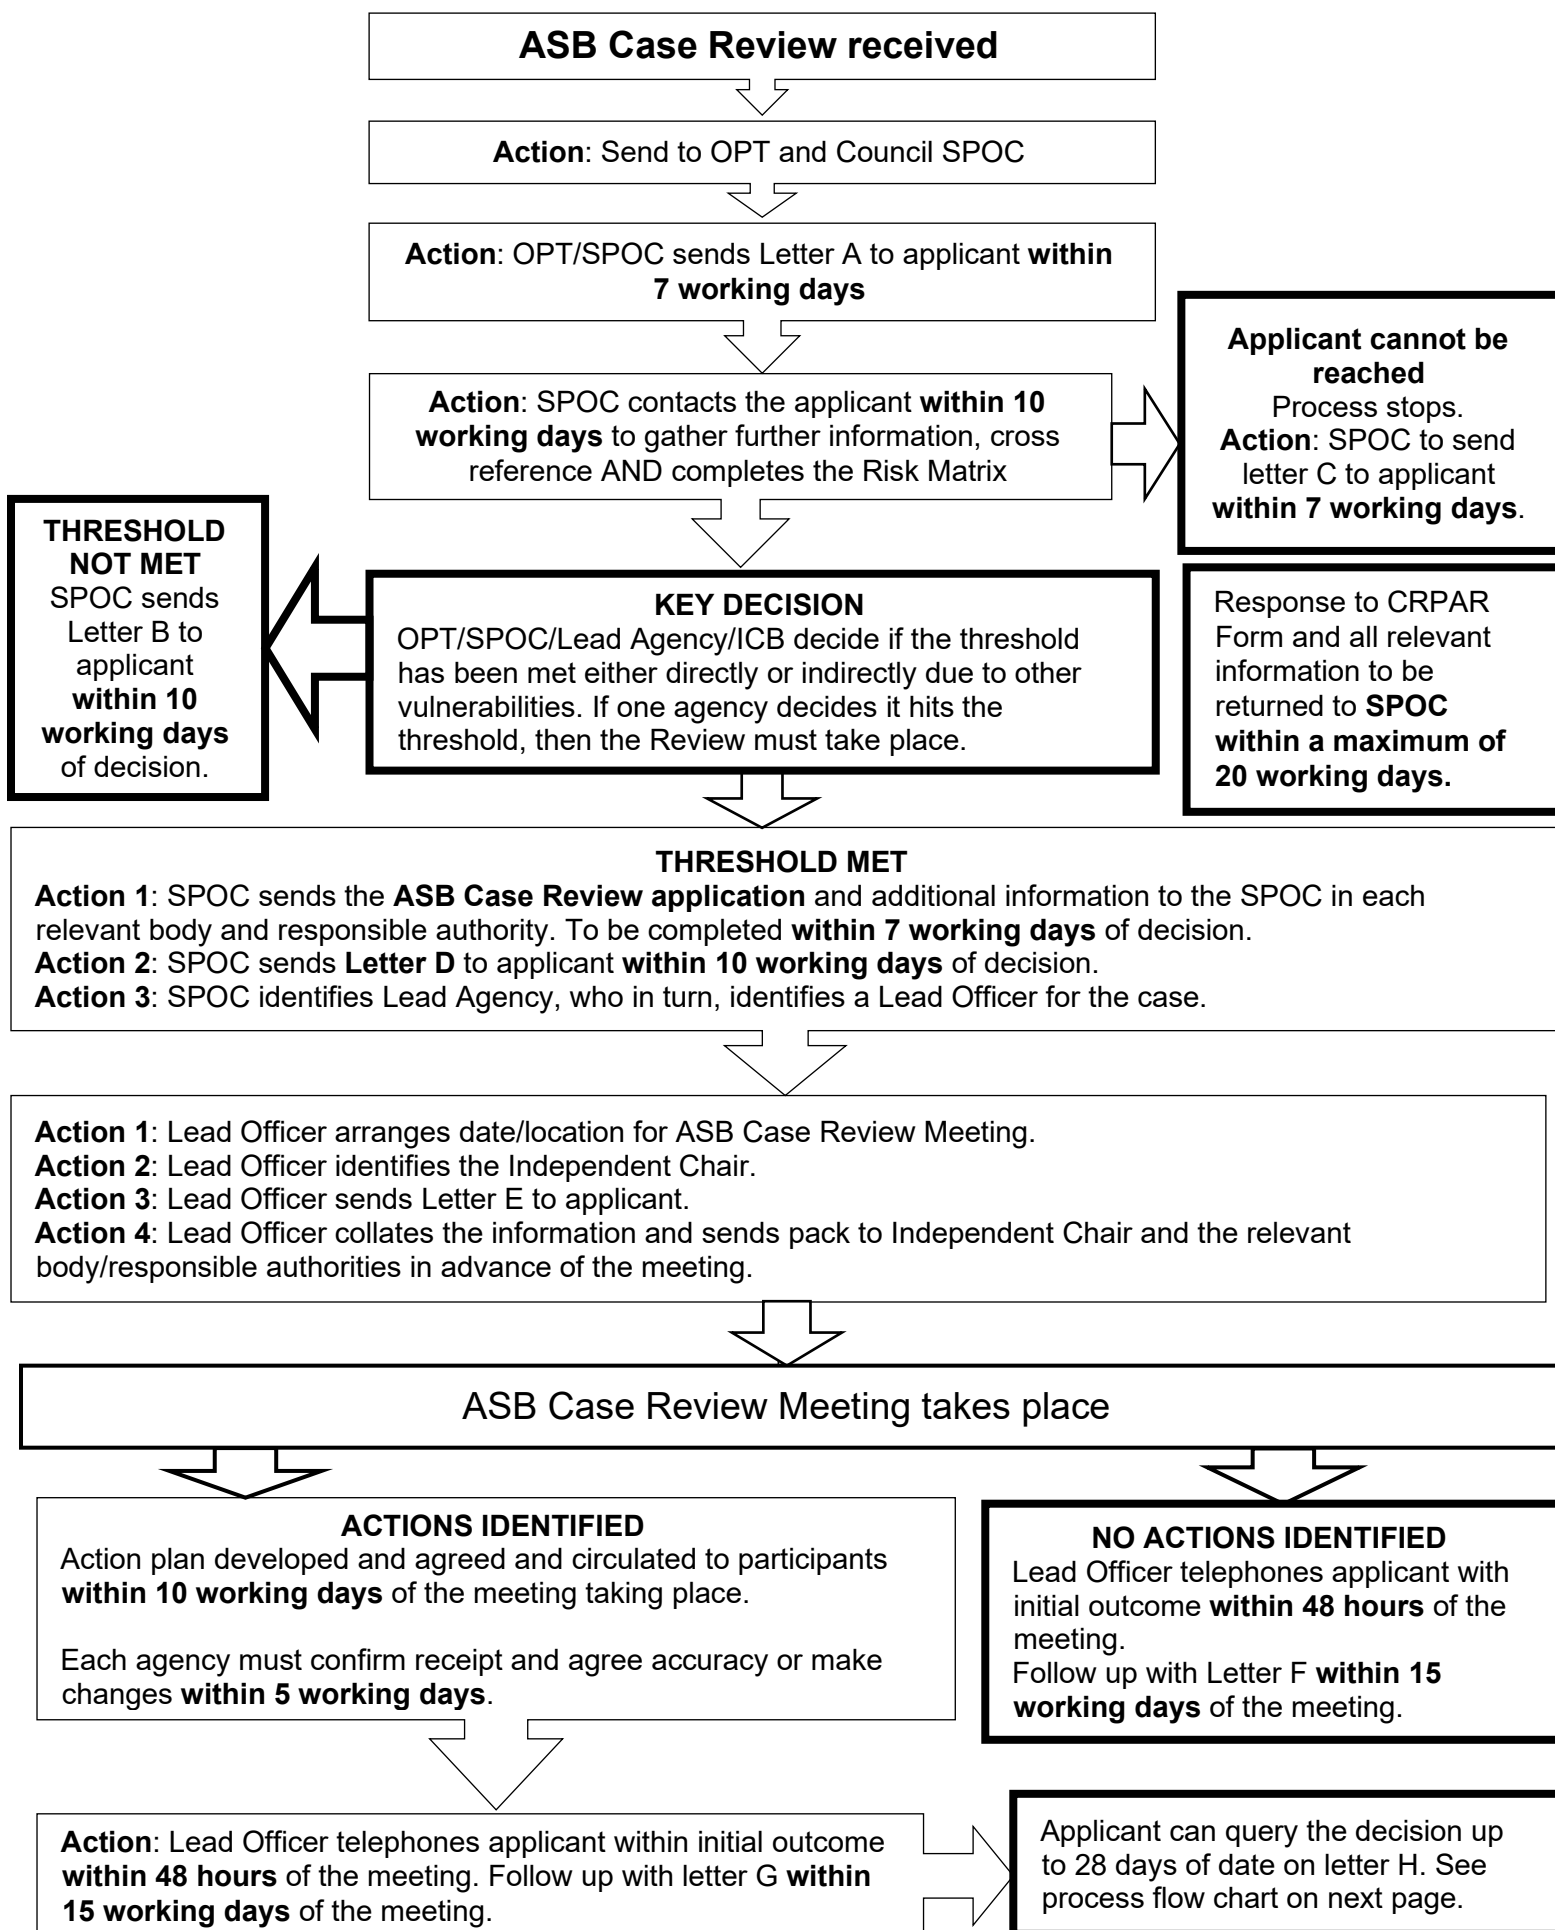 ASB Case Review received
Action: Send to OPT and Council SPOC
Action: OPT/SPOC sends Letter A to applicant within
7 working days
Action: SPOC contacts the applicant within 10
working days to gather further information, cross
reference AND completes the Risk Matrix
Applicant cannot be
reached
Process stops.
Action: SPOC to send
letter C to applicant
within 7 working days.
THRESHOLD
NOT MET
SPOC sends
Letter B to
applicant
within 10
working days
of decision.
KEY DECISION
OPT/SPOC/Lead Agency/ICB decide if the threshold
has been met either directly or indirectly due to other
vulnerabilities. If one agency decides it hits the
threshold, then the Review must take place.
Response to CRPAR
Form and all relevant
information to be
returned to SPOC
within a maximum of
20 working days.
THRESHOLD MET
Action 1: SPOC sends the ASB Case Review application and additional information to the SPOC in each
relevant body and responsible authority. To be completed within 7 working days of decision.
Action 2: SPOC sends Letter D to applicant within 10 working days of decision.
Action 3: SPOC identifies Lead Agency, who in turn, identifies a Lead Officer for the case.
Action 1: Lead Officer arranges date/location for ASB Case Review Meeting.
Action 2: Lead Officer identifies the Independent Chair.
Action 3: Lead Officer sends Letter E to applicant.
Action 4: Lead Officer collates the information and sends pack to Independent Chair and the relevant
body/responsible authorities in advance of the meeting.
ASB Case Review Meeting takes place
ACTIONS IDENTIFIED
Action plan developed and agreed and circulated to participants
within 10 working days of the meeting taking place.
Each agency must confirm receipt and agree accuracy or make
changes within 5 working days.
NO ACTIONS IDENTIFIED
Lead Officer telephones applicant with
initial outcome within 48 hours of the
meeting.
Follow up with Letter F within 15
working days of the meeting.
Action: Lead Officer telephones applicant within initial outcome
within 48 hours of the meeting. Follow up with letter G within
15 working days of the meeting.
Applicant can query the decision up
to 28 days of date on letter H. See
process flow chart on next page.